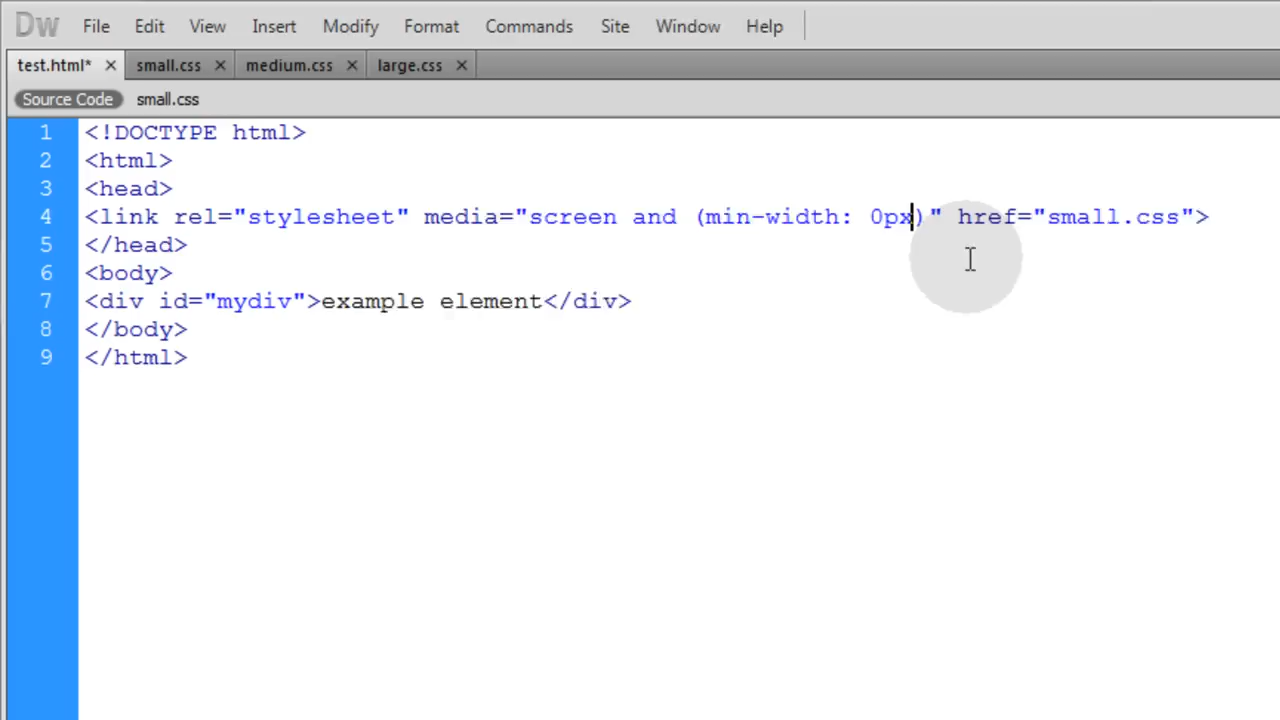 Dw File Edit View Insert Modify Format Commands Site Window Help
test.html* × small.css × medium.css × large.css ×
Source Code small.css
1 <!DOCTYPE html>
2 <html>
3 <head>
4 <link rel="stylesheet" media="screen and (min-width: 0px)" href="small.css">
5 </head>
6 <body>
7 <div id="mydiv">example element</div>
8 </body>
9 </html>